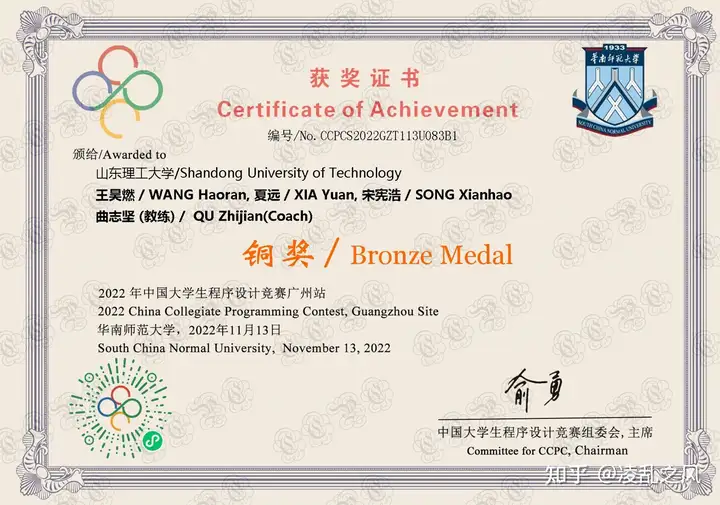 1933
华南师范大学
SOUTH CHINA NORMAL UNIVERSITY
获奖证书
Certificate of Achievement
编号/No. CCPCS2022GZT113U083B1
颁给/Awarded to
山东理工大学/Shandong University of Technology
王昊燃 / WANG Haoran, 夏远 / XIA Yuan, 宋宪浩 / SONG Xianhao
曲志坚 (教练) / QU Zhijian(Coach)
铜奖 / Bronze Medal
2022 年中国大学生程序设计竞赛广州站
2022 China Collegiate Programming Contest, Guangzhou Site
华南师范大学，2022年11月13日
South China Normal University, November 13, 2022
俞勇
中国大学生程序设计竞赛组委会, 主席
Committee for CCPC, Chairman
知乎 @凌乱之风